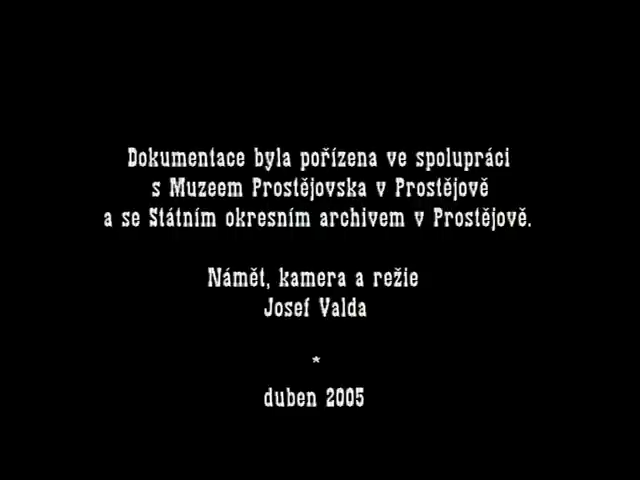 Dokumentace byla pořízena ve spolupráci
s Muzeem Prostějovska v Prostějově
a se Státním okresním archivem v Prostějově.
Námět, kamera a režie
Josef Valda
*
duben 2005